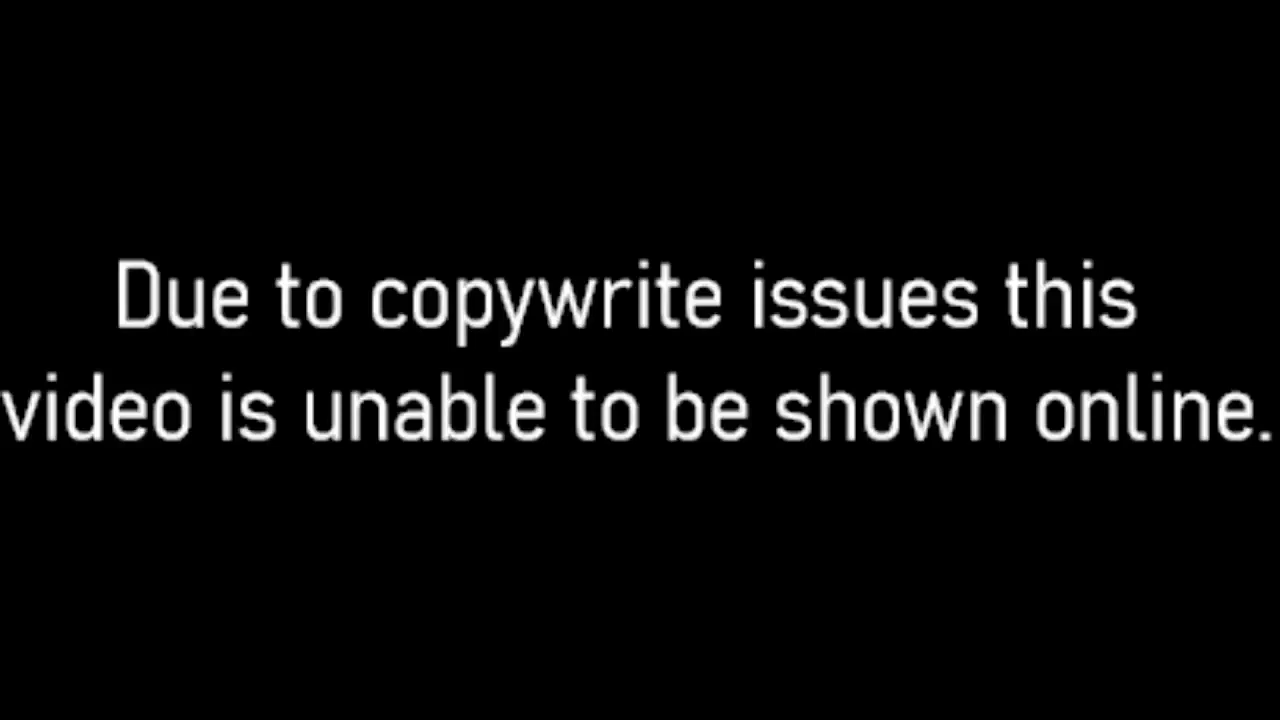 Due to copywrite issues this
video is unable to be shown online.